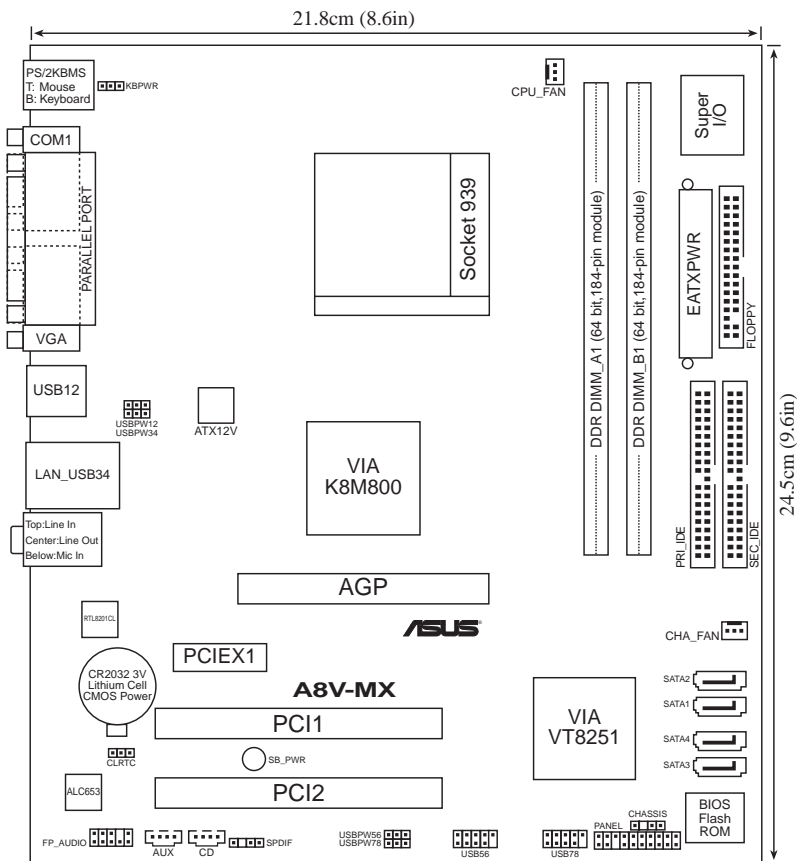 21.8cm (8.6in)
PS/2KBMS
T: Mouse
B: Keyboard
KBPWR
CPU_FAN
Super
I/O
COM1
PARALLEL PORT
Socket 939
DDR DIMM_A1 (64 bit,184-pin module)
DDR DIMM_B1 (64 bit,184-pin module)
EATXPWR
FLOPPY
VGA
USB12
USBPW12
USBPW34
ATX12V
24.5cm (9.6in)
LAN_USB34
VIA
K8M800
Top:Line In
Center:Line Out
Below:Mic In
PRI_IDE
SEC_IDE
AGP
RTL8201CL
ASUS
CHA_FAN
PCIEX1
CR2032 3V
Lithium Cell
CMOS Power
A8V-MX
SATA2
SATA1
PCI1
VIA
VT8251
SATA4
SATA3
CLRTC
SB_PWR
ALC653
PCI2
BIOS
Flash
ROM
CHASSIS
PANEL
FP_AUDIO
AUX
CD
SPDIF
USBPW56
USBPW78
USB56
USB78